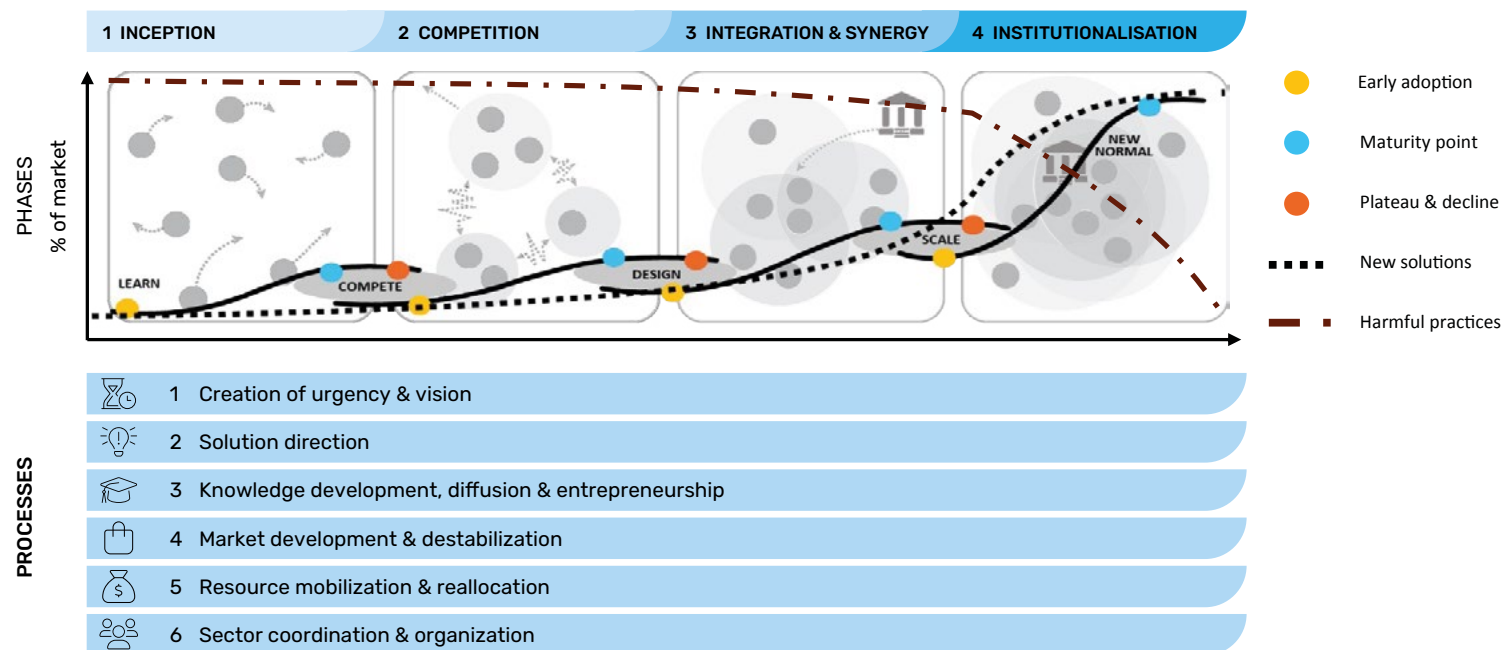 1 INCEPTION
2 COMPETITION
3 INTEGRATION & SYNERGY
4 INSTITUTIONALISATION
PHASES
% of market
LEARN
COMPETE
DESIGN
SCALE
NEW
NORMAL
Early adoption
Maturity point
Plateau & decline
New solutions
Harmful practices
PROCESSES
1 Creation of urgency & vision
2 Solution direction
3 Knowledge development, diffusion & entrepreneurship
4 Market development & destabilization
$
5 Resource mobilization & reallocation
6 Sector coordination & organization